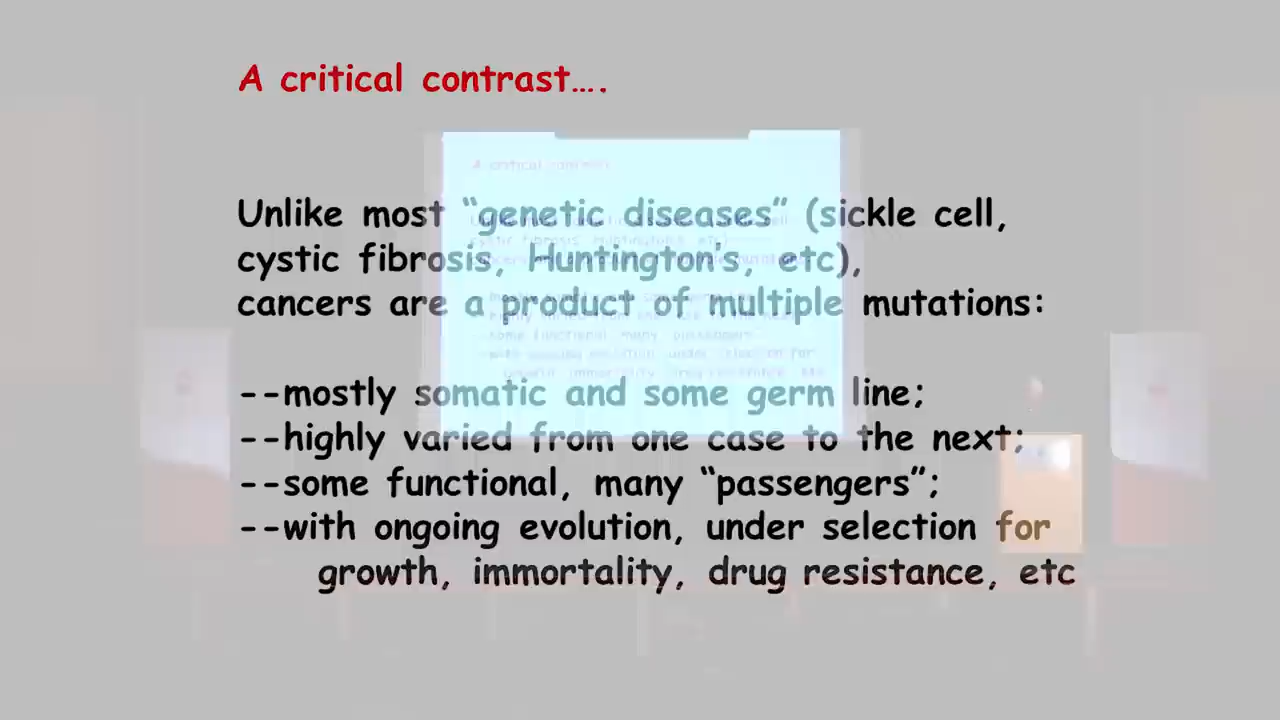 A critical contrast….
Unlike most “genetic diseases” (sickle cell,
cystic fibrosis, Huntington's, etc),
cancers are a product of multiple mutations:
--mostly somatic and some germ line;
--highly varied from one case to the next;
--some functional, many “passengers”;
--with ongoing evolution, under selection for
growth, immortality, drug resistance, etc